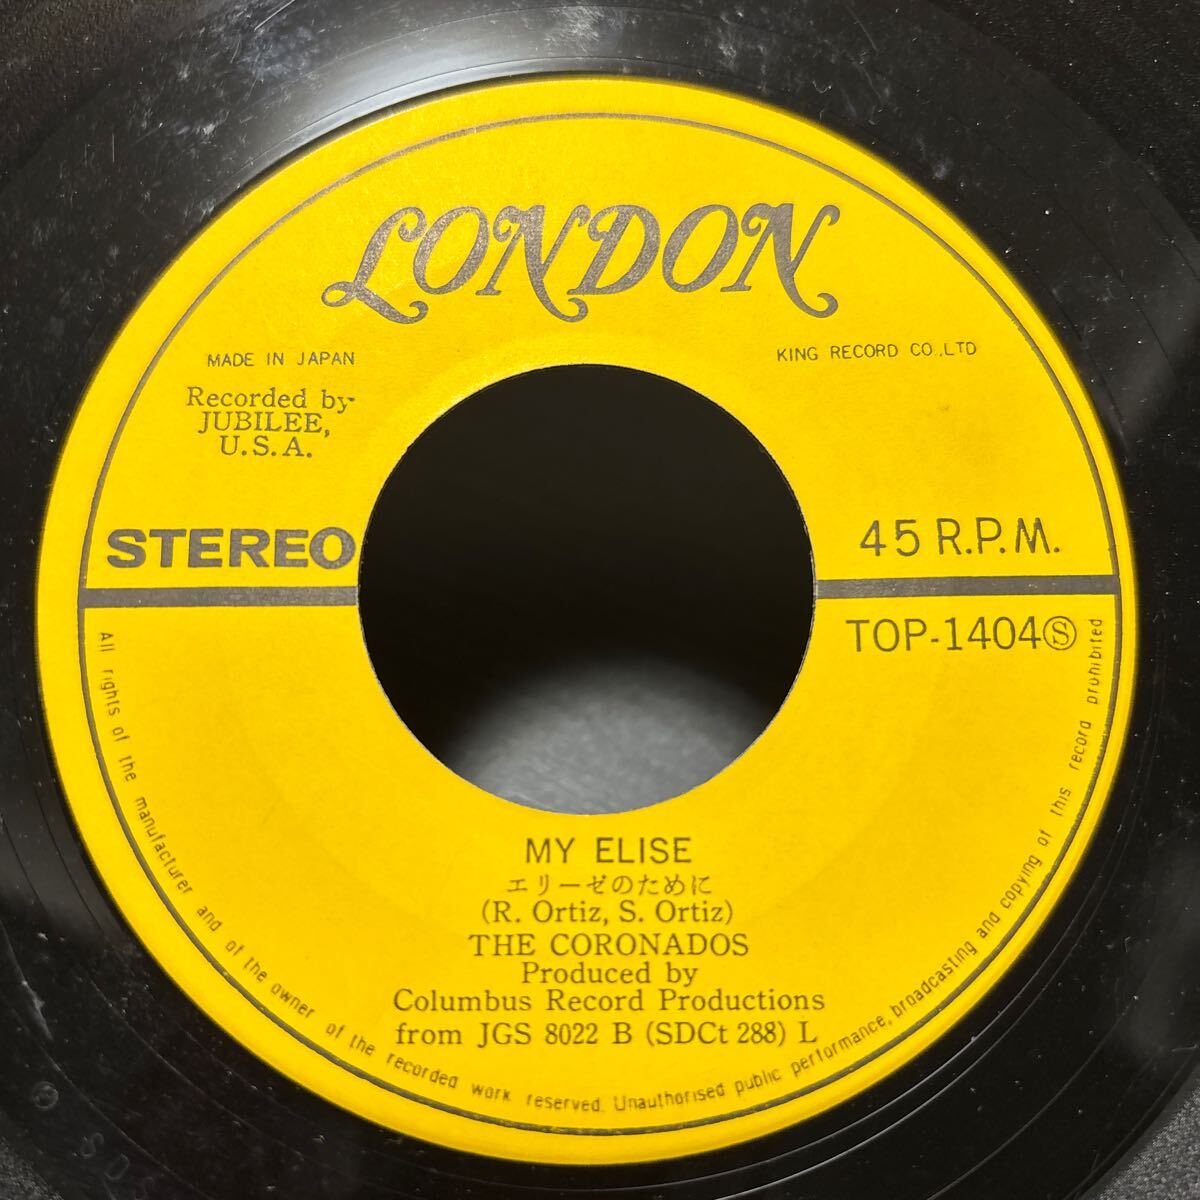 LONDON
MADE IN JAPAN
KING RECORD CO.,LTD
Recorded by
JUBILEE,
U.S.A.
STEREO
45 R.P.M.
TOP-1404Ⓢ
MY ELISE
エリーゼのために
(R. Ortiz, S. Ortiz)
THE CORONADOS
Produced by
Columbus Record Productions
from JGS 8022 B (SDCt 288) L
All rights of the manufacturer and of the owner of the recorded work reserved. Unauthorised public performance, broadcasting and copying of this record prohibited